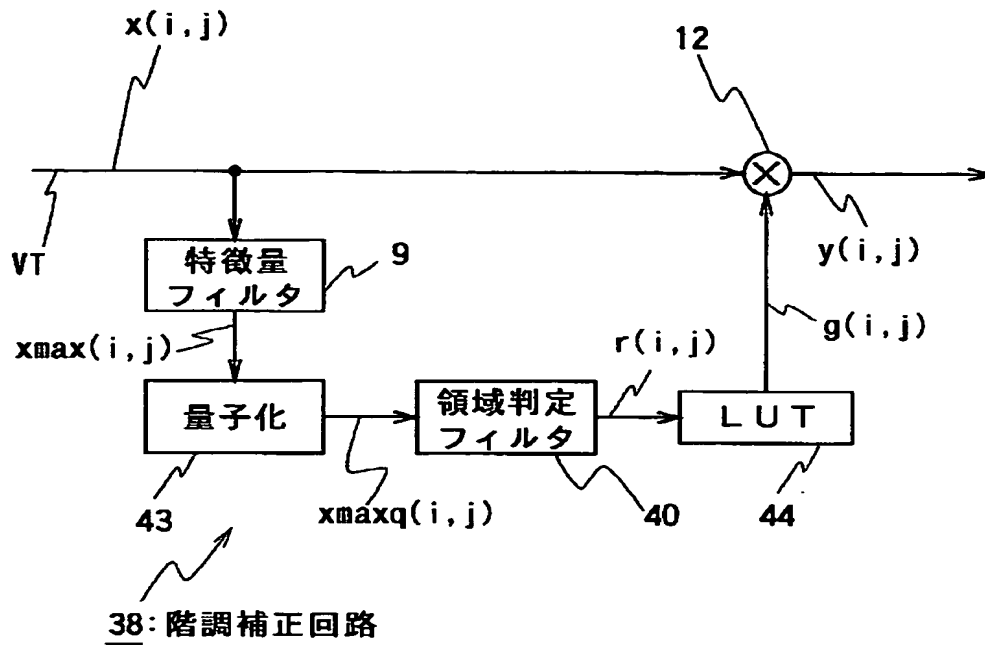 x(i,j)
12
VT
特徴量
フィルタ
9
y(i,j)
xmax(i,j)
g(i,j)
r(i,j)
量子化
領域判定
フィルタ
LUT
43
xmaxq(i,j)
40
44
38:階調補正回路